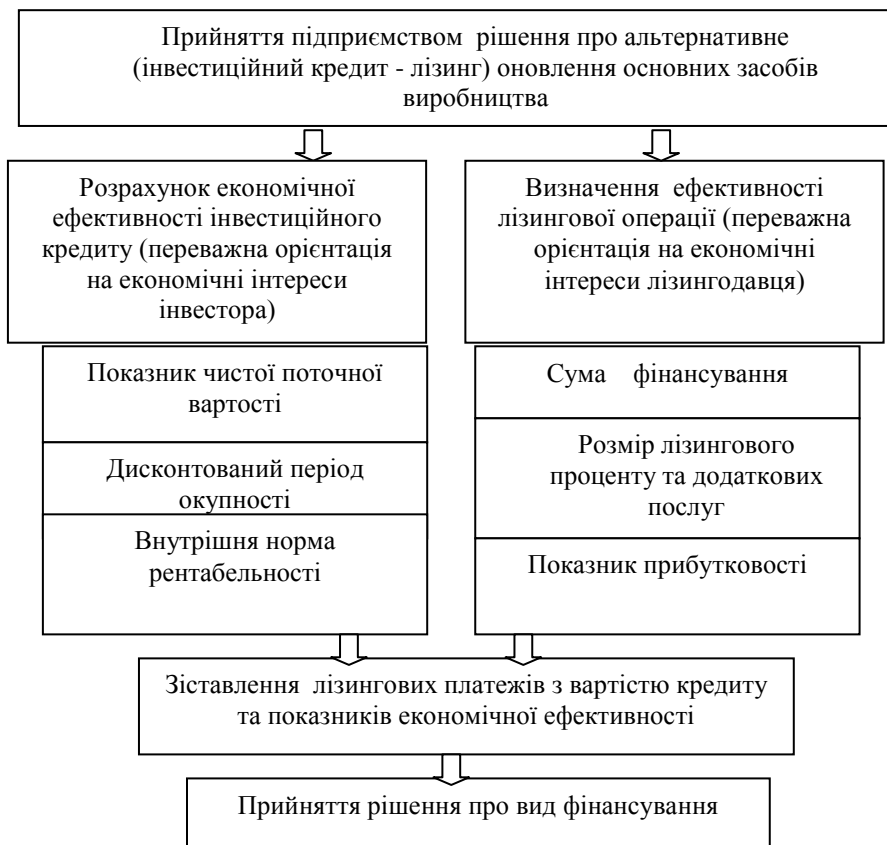 Прийняття підприємством рішення про альтернативне
(інвестиційний кредит - лізинг) оновлення основних засобів
виробництва
Розрахунок економічної
ефективності інвестиційного
кредиту (переважна орієнтація
на економічні інтереси
інвестора)
Визначення ефективності
лізингової операції (переважна
орієнтація на економічні
інтереси лізингодавця)
Показник чистої поточної
вартості
Дисконтований період
окупності
Внутрішня норма
рентабельності
Сума фінансування
Розмір лізингового
проценту та додаткових
послуг
Показник прибутковості
Зіставлення лізингових платежів з вартістю кредиту
та показників економічної ефективності
Прийняття рішення про вид фінансування